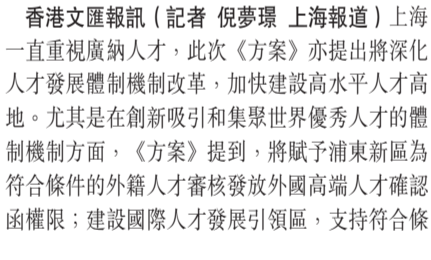 香港文匯報訊（記者 倪夢璟 上海報道）上海
一直重視廣納人才，此次《方案》亦提出將深化
人才發展體制機制改革，加快建設高水平人才高
地。尤其是在創新吸引和集聚世界優秀人才的體
制機制方面，《方案》提到，將賦予浦東新區為
符合條件的外籍人才審核發放外國高端人才確認
函權限；建設國際人才發展引領區，支持符合條